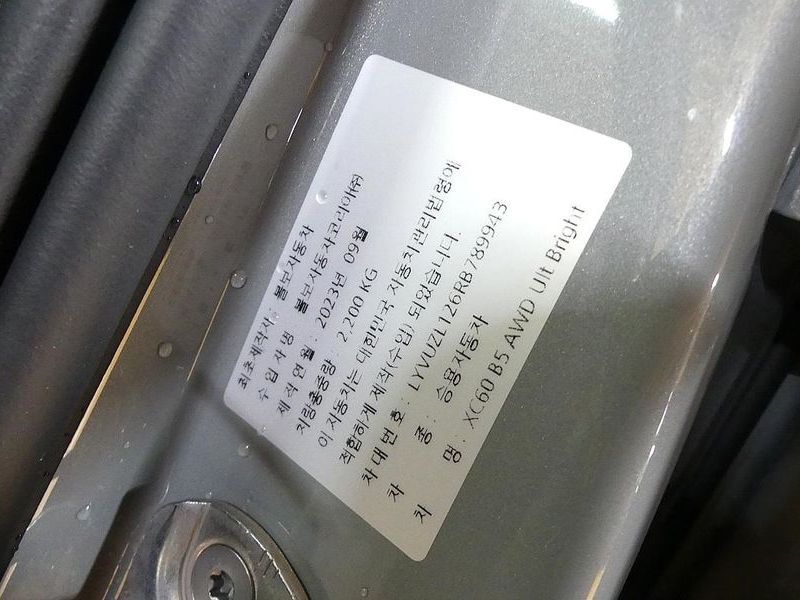 최초제작자 : 볼보자동차
수 입 자 명 : 볼보자동차코리아㈜
제 작 연 월 : 2023년 09월
차량총중량 : 2,200 KG
이 자동차는 대한민국 자동차관리법령에
적합하게 제작(수입) 되었습니다.
차 대 번 호 : LYVUZL126RB789943
차 종 : 승용자동차
차 명 : XC60 B5 AWD Ult Bright